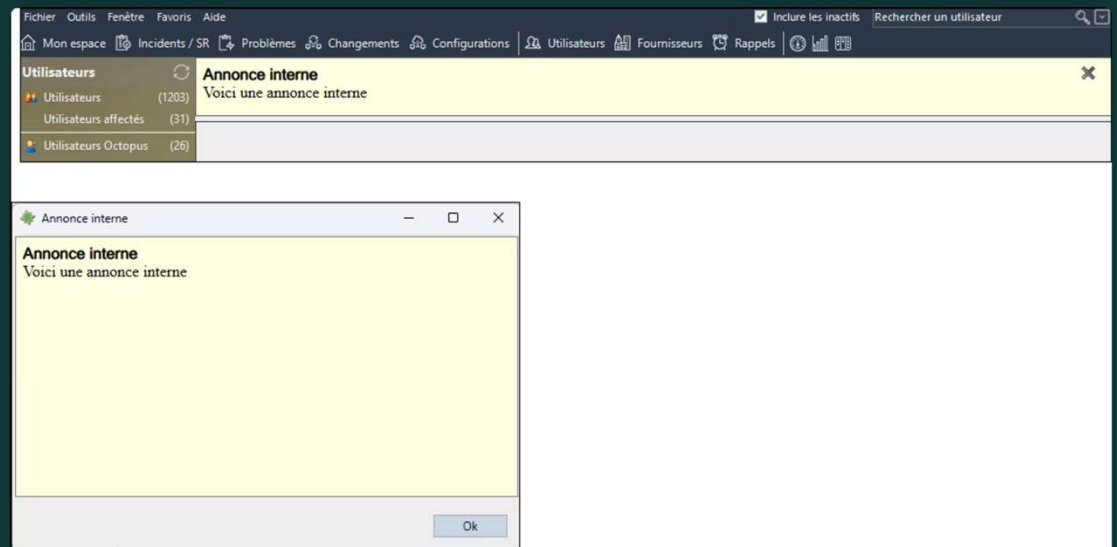 Fichier Outils Fenêtre Favoris Aide
Inclure les inactifs Rechercher un utilisateur
Mon espace Incidents / SR Problèmes Changements Configurations Utilisateurs Fournisseurs Rappels
Utilisateurs
Utilisateurs (1203)
Utilisateurs affectés (31)
Utilisateurs Octopus (26)
Annonce interne
Voici une annonce interne
Annonce interne
Annonce interne
Voici une annonce interne
Ok